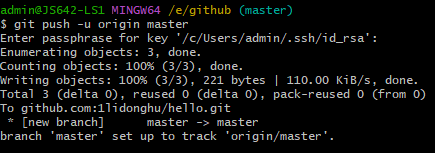 admin@JS642-LS1 MINGW64 /e/github (master)
$ git push -u origin master
Enter passphrase for key '/c/Users/admin/.ssh/id_rsa':
Enumerating objects: 3, done.
Counting objects: 100% (3/3), done.
Writing objects: 100% (3/3), 221 bytes | 110.00 KiB/s, done.
Total 3 (delta 0), reused 0 (delta 0), pack-reused 0 (from 0)
To github.com:1lidonghu/hello.git
 * [new branch]      master -> master
branch 'master' set up to track 'origin/master'.